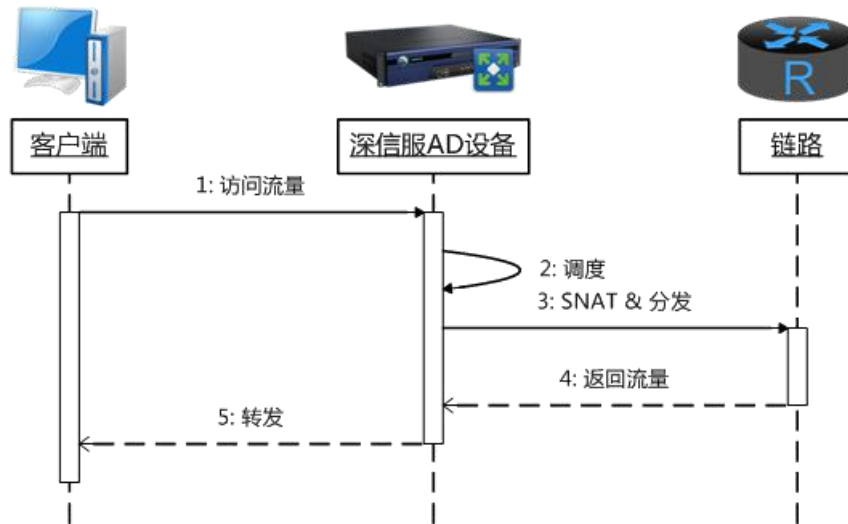 客户端
深信服AD设备
R
链路
1: 访问流量
2: 调度
3: SNAT & 分发
4: 返回流量
5: 转发